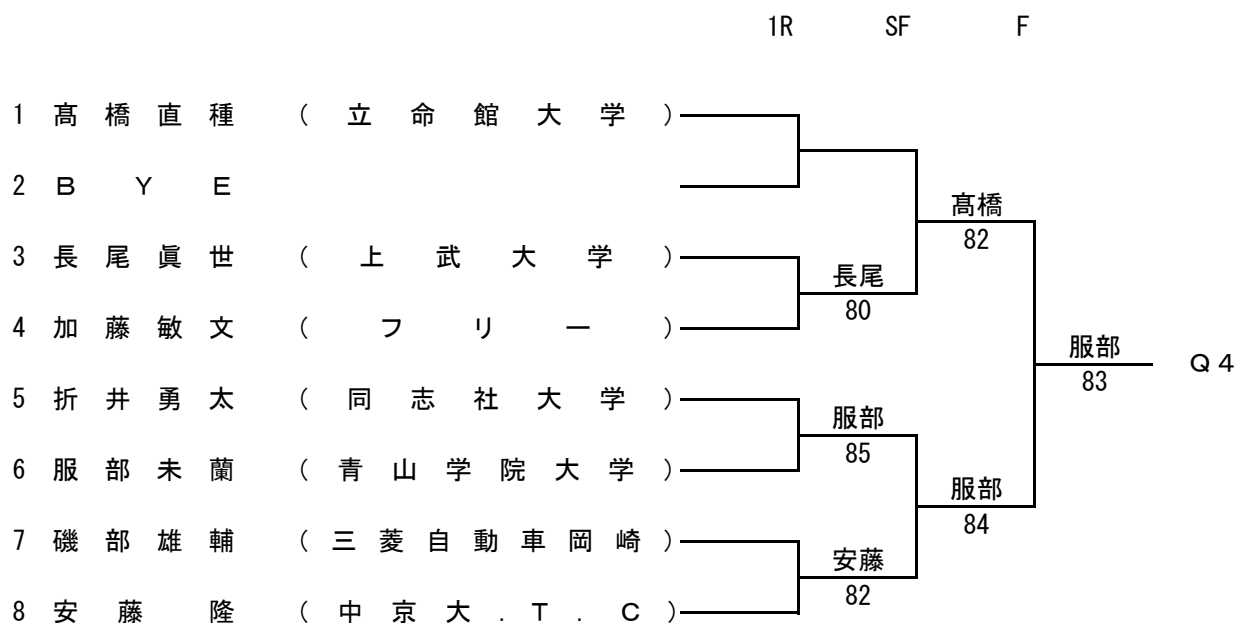 1R SF F
1 髙橋直種 (立命館大学)
2 BYE
髙橋
82
3 長尾眞世 (上武大学)
長尾
80
4 加藤敏文 (フリー)
服部
83
Q4
5 折井勇太 (同志社大学)
服部
85
6 服部未蘭 (青山学院大学)
服部
84
7 磯部雄輔 (三菱自動車岡崎)
安藤
82
8 安藤 隆 (中京大.T.C)